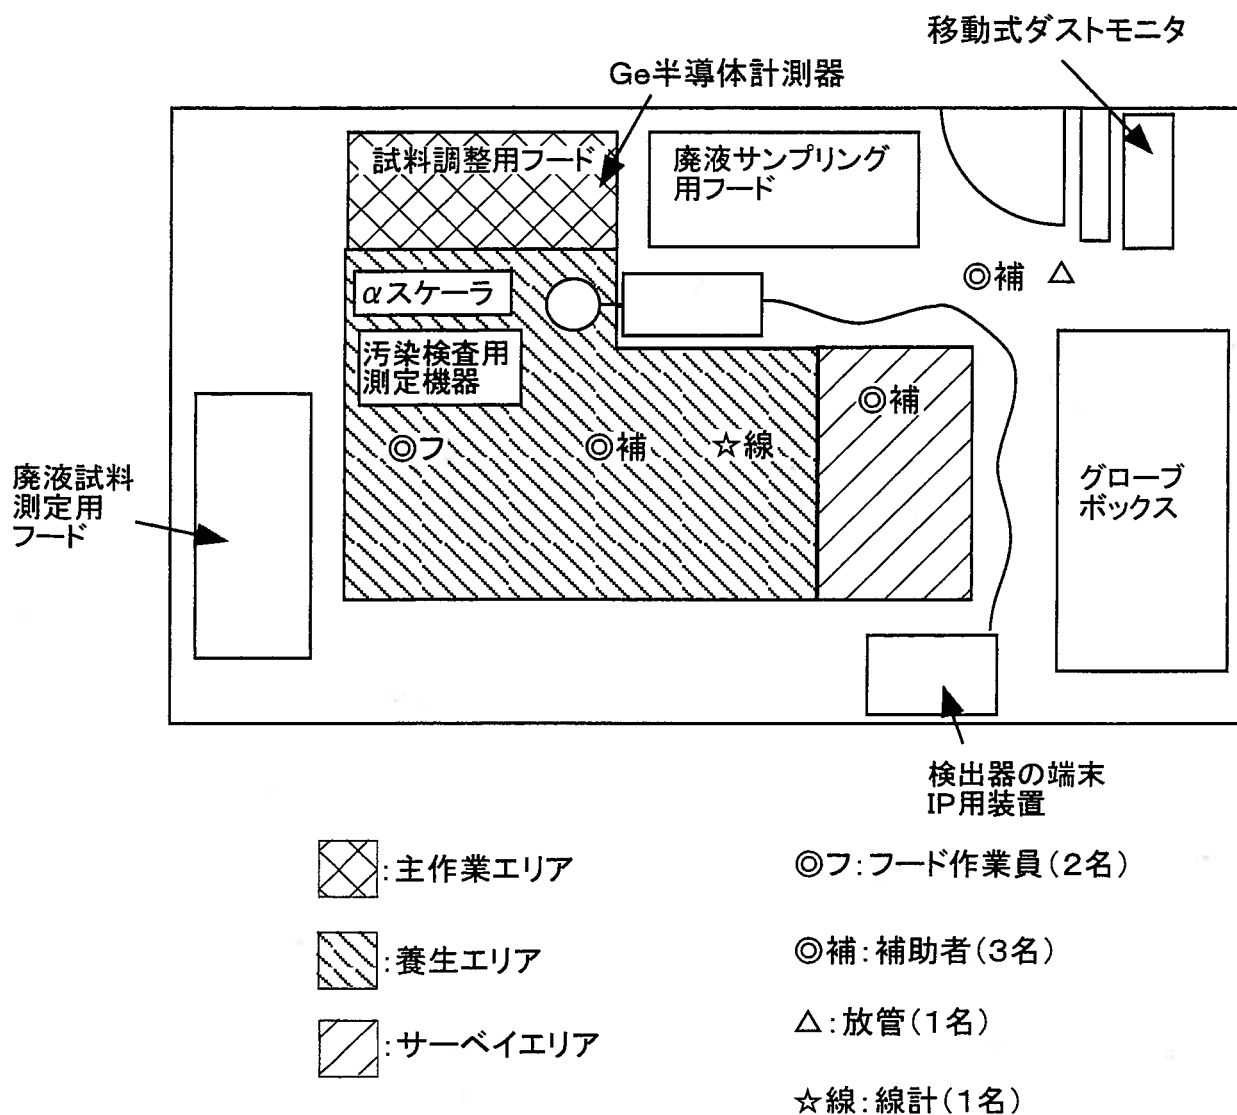 移動式ダストモニタ
Ge半導体計測器
試料調整用フード
廃液サンプリング
用フード
◎補 △
αスケーラ
汚染検査用
測定機器
◎補
◎フ ◎補 ☆線
廃液試料
測定用
フード
グローブ
ボックス
検出器の端末
IP用装置
:主作業エリア
◎フ:フード作業員(2名)
:養生エリア
◎補:補助者(3名)
:サーベイエリア
△:放管(1名)
☆線:線計(1名)